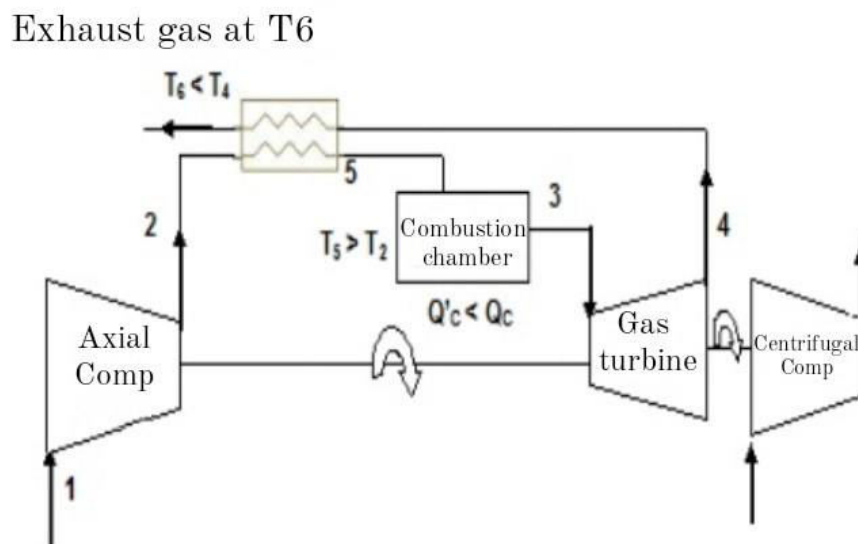 Exhaust gas at T6
T₆ < T₄
5
2
3
4
T₅ > T₂
Combustion
chamber
Q'c < Qc
Axial
Comp
Gas
turbine
Centrifugal
Comp
1